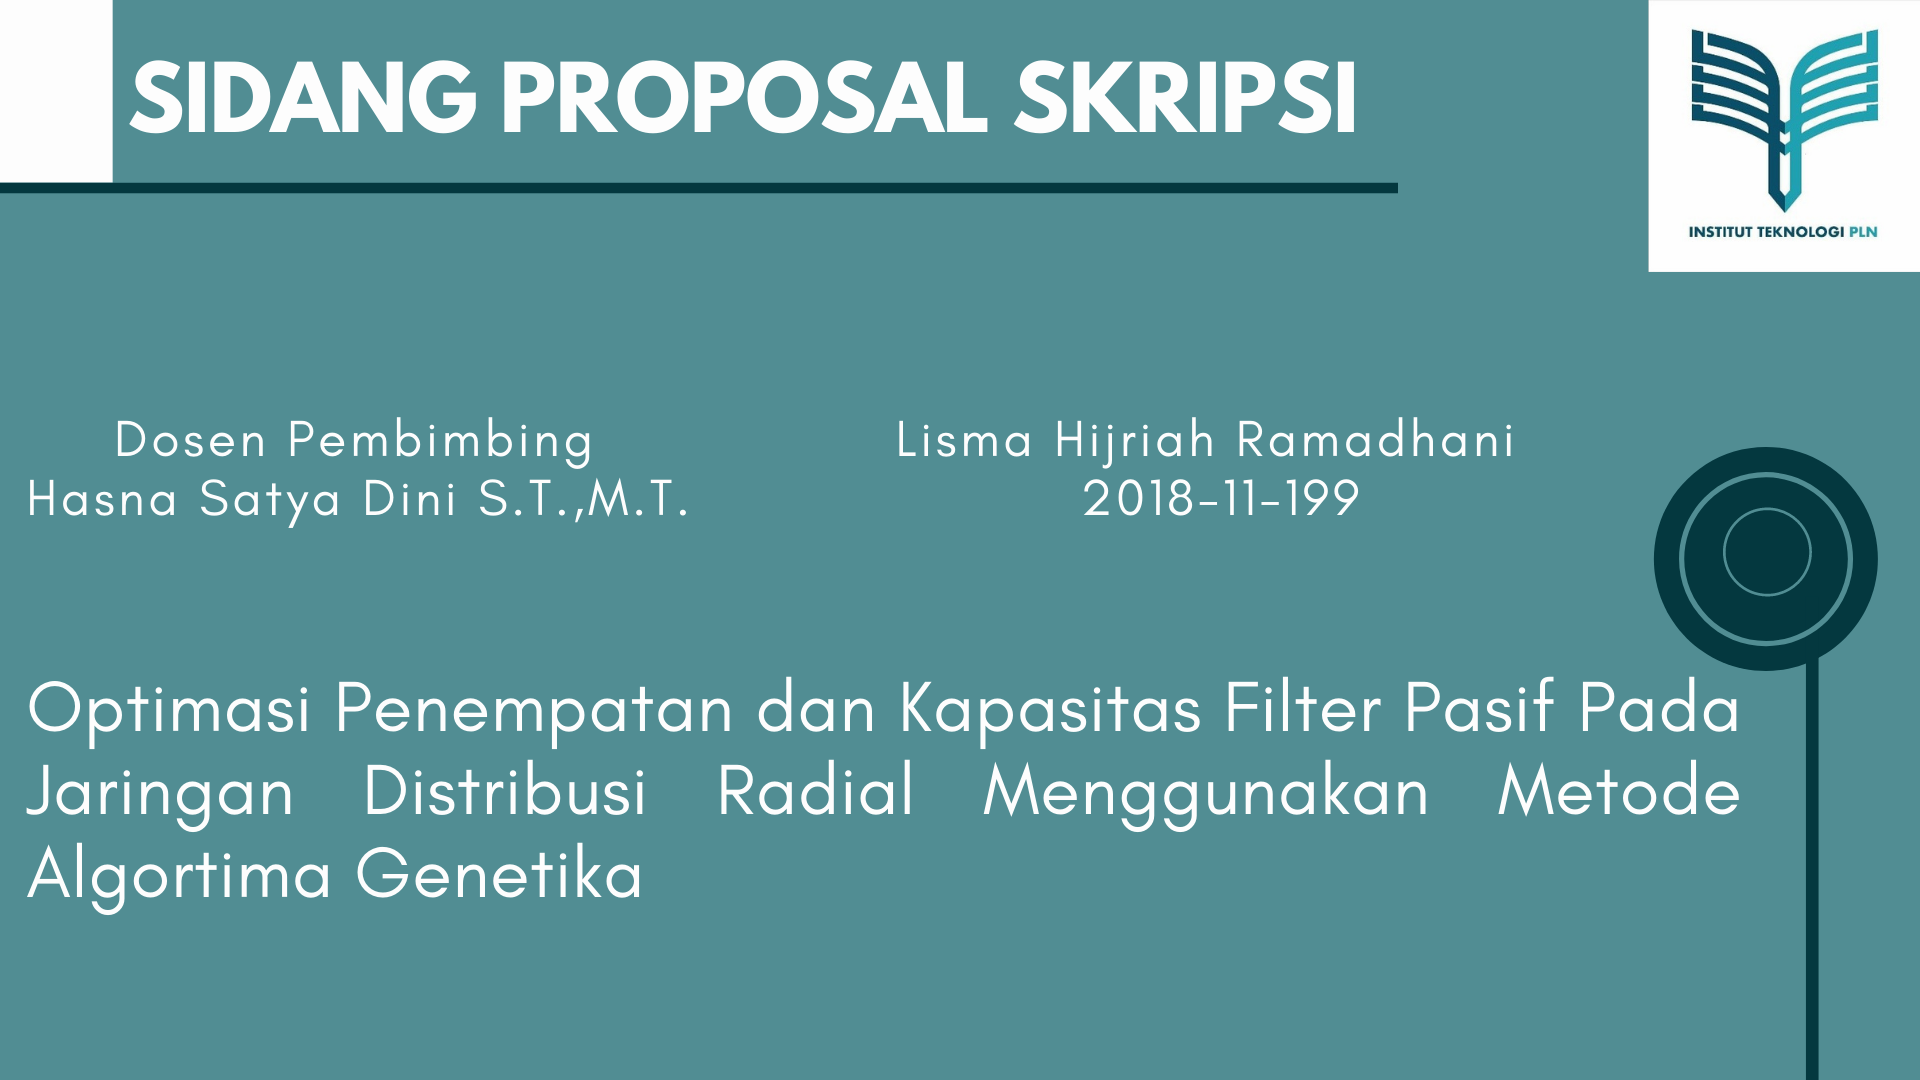 SIDANG PROPOSAL SKRIPSI
INSTITUT TEKNOLOGI PLN
Dosen Pembimbing
Hasna Satya Dini S.T.,M.T.
Lisma Hijriah Ramadhani
2018-11-199
Optimasi Penempatan dan Kapasitas Filter Pasif Pada
Jaringan Distribusi Radial Menggunakan Metode
Algortima Genetika